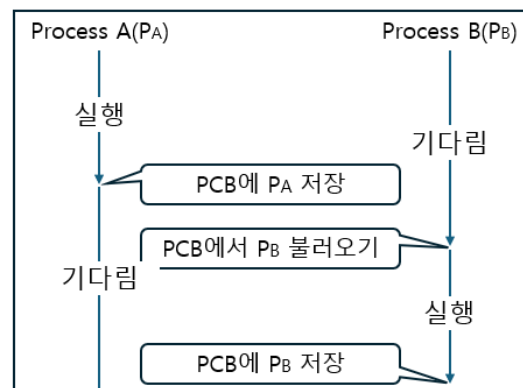 Process A(PA)
Process B(PB)
실행
기다림
PCB에 PA 저장
PCB에서 PB 불러오기
기다림
실행
PCB에 PB 저장